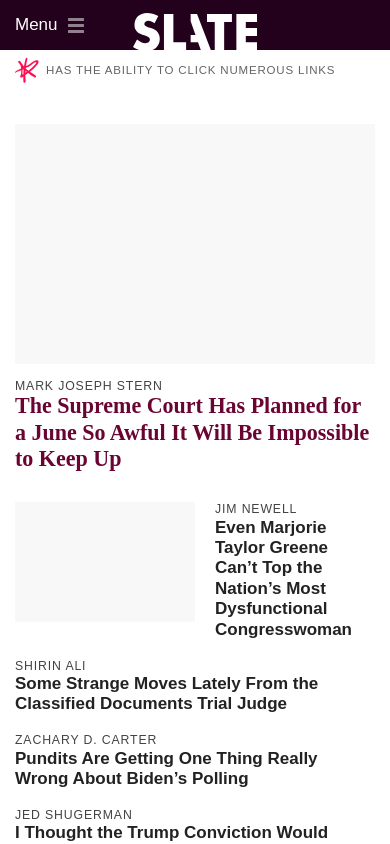 Menu
SLATE
HAS THE ABILITY TO CLICK NUMEROUS LINKS
MARK JOSEPH STERN
The Supreme Court Has Planned for
a June So Awful It Will Be Impossible
to Keep Up
JIM NEWELL
Even Marjorie
Taylor Greene
Can’t Top the
Nation’s Most
Dysfunctional
Congresswoman
SHIRIN ALI
Some Strange Moves Lately From the
Classified Documents Trial Judge
ZACHARY D. CARTER
Pundits Are Getting One Thing Really
Wrong About Biden’s Polling
JED SHUGERMAN
I Thought the Trump Conviction Would